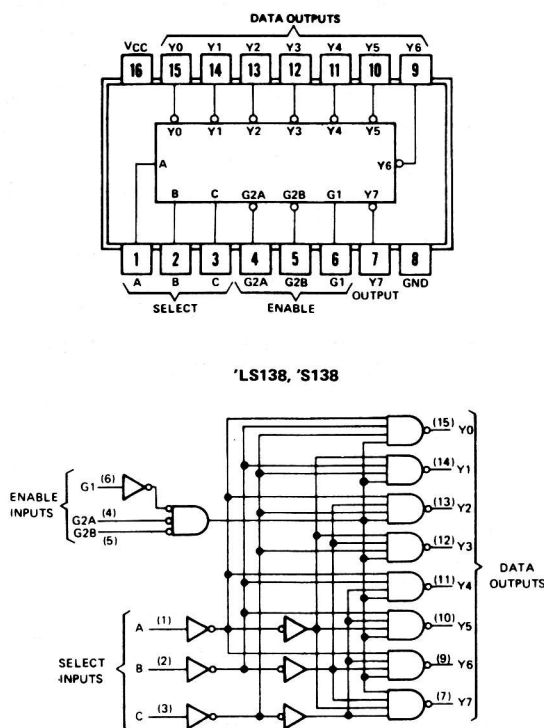 DATA OUTPUTS
VCC Y0 Y1 Y2 Y3 Y4 Y5 Y6
16 15 14 13 12 11 10 9
Y0 Y1 Y2 Y3 Y4 Y5
A Y6
B C G2A G2B G1 Y7
1 2 3 4 5 6 7 8
A B C G2A G2B G1 Y7 GND
SELECT ENABLE OUTPUT
'LS138, 'S138
(15) Y0
(14) Y1
(13) Y2
(12) Y3
(11) Y4
(10) Y5
(9) Y6
(7) Y7
DATA
OUTPUTS
ENABLE
INPUTS
G1 (6)
G2A (4)
G2B (5)
SELECT
INPUTS
A (1)
B (2)
C (3)